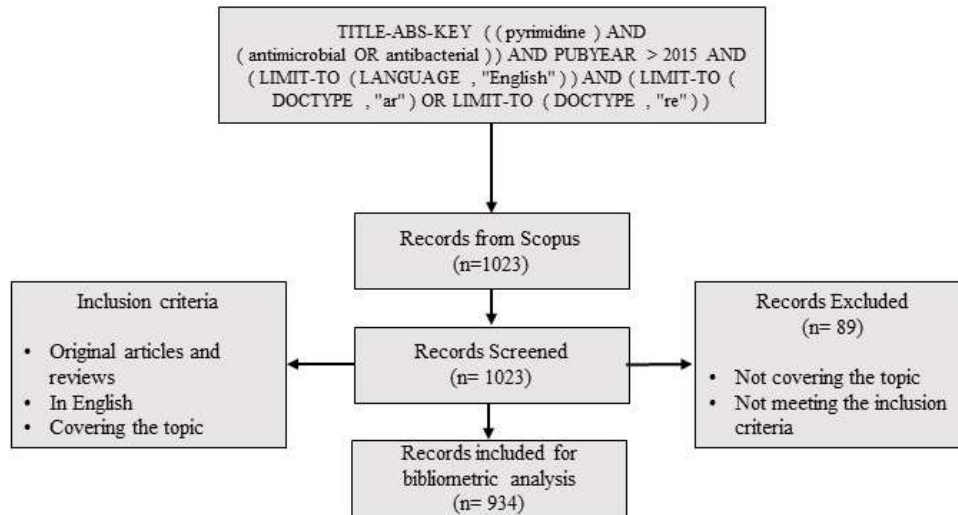 TITLE-ABS-KEY ( ( pyrimidine ) AND
( antimicrobial OR antibacterial ) ) AND PUBYEAR > 2015 AND
( LIMIT-TO ( LANGUAGE , "English" ) ) AND ( LIMIT-TO (
DOCTYPE , "ar" ) OR LIMIT-TO ( DOCTYPE , "re" ) )
Records from Scopus
(n=1023)
Inclusion criteria
• Original articles and
reviews
• In English
• Covering the topic
Records Screened
(n= 1023)
Records Excluded
(n= 89)
• Not covering the topic
• Not meeting the inclusion
criteria
Records included for
bibliometric analysis
(n= 934)